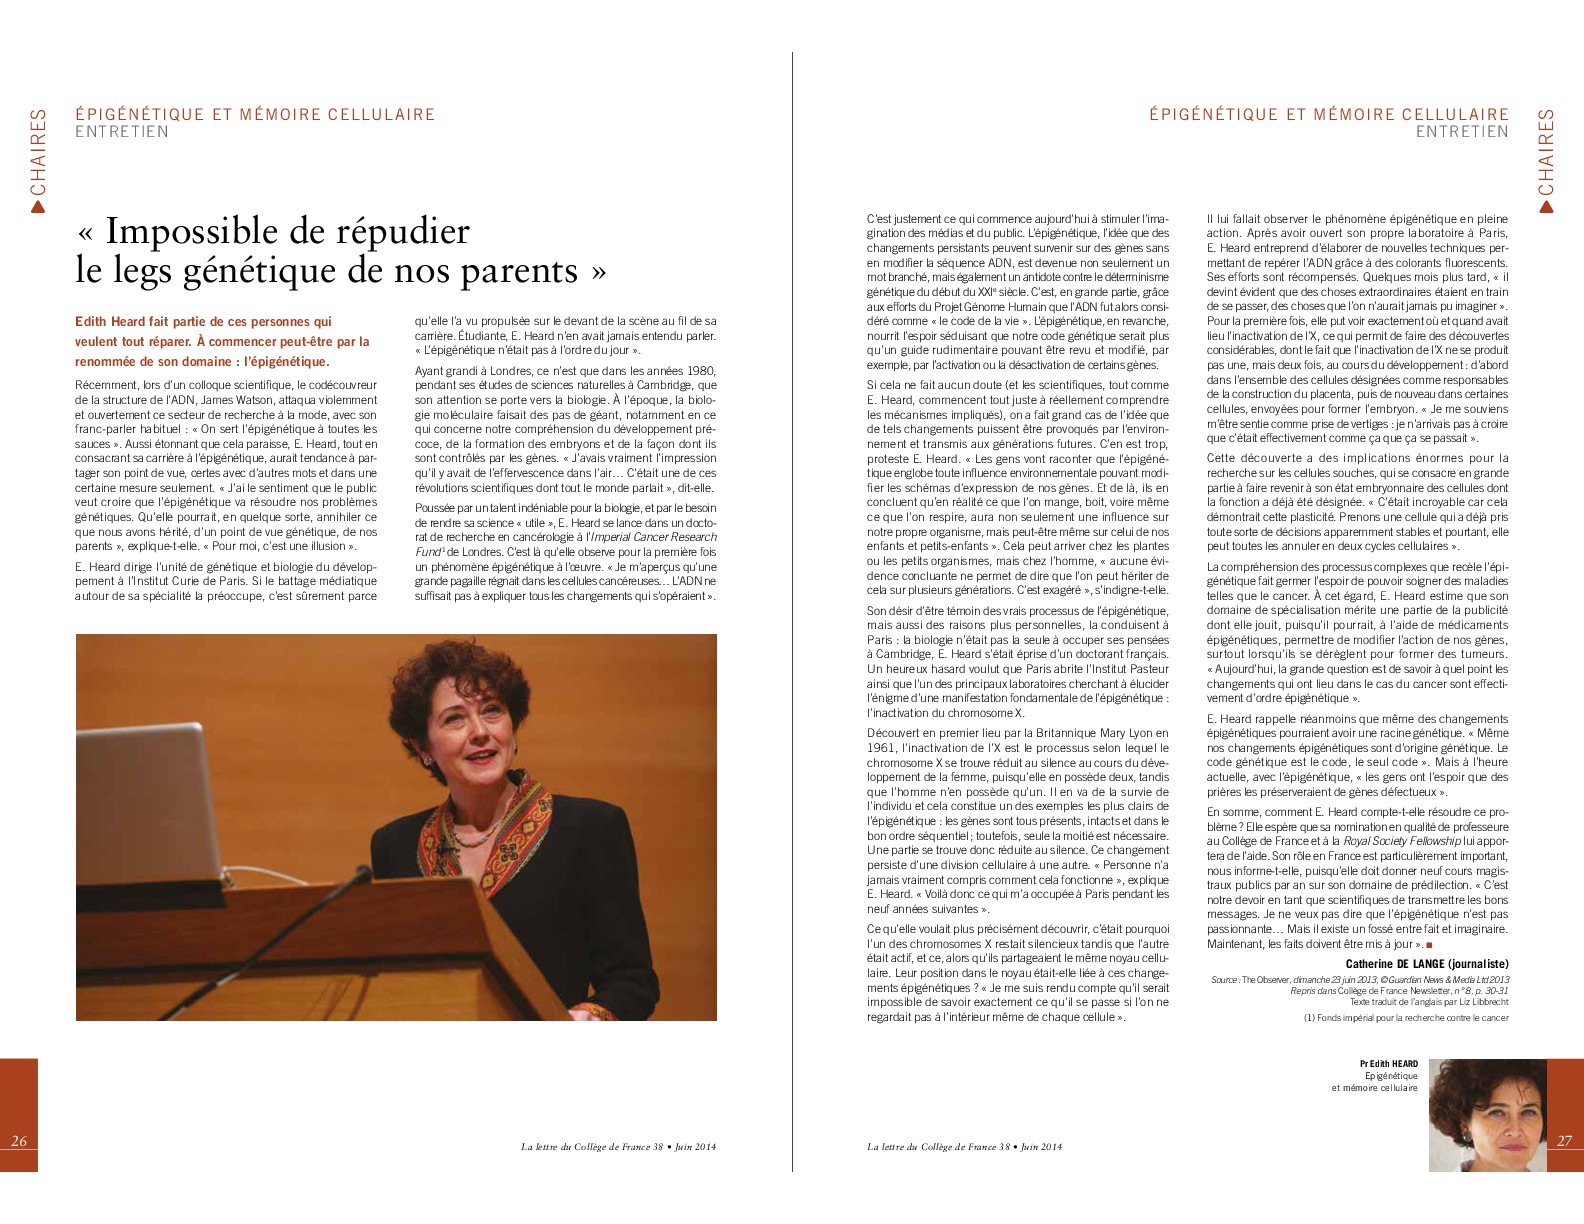 CHAIRES
ÉPIGÉNÉTIQUE ET MÉMOIRE CELLULAIRE
ENTRETIEN
« Impossible de répudier
le legs génétique de nos parents »
Edith Heard fait partie de ces personnes qui
veulent tout réparer. À commencer peut-être par la
renommée de son domaine : l’épigénétique.
Récemment, lors d’un colloque scientifique, le codécouvreur
de la structure de l’ADN, James Watson, attaqua violemment
et ouvertement ce secteur de recherche à la mode, avec son
franc-parler habituel : « On sert l’épigénétique à toutes les
sauces ». Aussi étonnant que cela paraisse, E. Heard, tout en
consacrant sa carrière à l’épigénétique, aurait tendance à par-
tager son point de vue, certes avec d’autres mots et dans une
certaine mesure seulement. « J’ai le sentiment que le public
veut croire que l’épigénétique va résoudre nos problèmes
génétiques. Qu’elle pourrait, en quelque sorte, annihiler ce
que nous avons hérité, d’un point de vue génétique, de nos
parents », explique-t-elle. « Pour moi, c’est une illusion ».
E. Heard dirige l’unité de génétique et biologie du dévelop-
pement à l’Institut Curie de Paris. Si le battage médiatique
autour de sa spécialité la préoccupe, c’est sûrement parce
qu’elle l’a vu propulsée sur le devant de la scène au fil de sa
carrière. Étudiante, E. Heard n’en avait jamais entendu parler.
« L’épigénétique n’était pas à l’ordre du jour ».
Ayant grandi à Londres, ce n’est que dans les années 1980,
pendant ses études de sciences naturelles à Cambridge, que
son attention se porte vers la biologie. À l’époque, la biolo-
gie moléculaire faisait des pas de géant, notamment en ce
qui concerne notre compréhension du développement pré-
coce, de la formation des embryons et de la façon dont ils
sont contrôlés par les gènes. « J’avais vraiment l’impression
qu’il y avait de l’effervescence dans l’air… C’était une de ces
révolutions scientifiques dont tout le monde parlait », dit-elle.
Poussée par un talent indéniable pour la biologie, et par le besoin
de rendre sa science « utile », E. Heard se lance dans un docto-
rat de recherche en cancérologie à l’Imperial Cancer Research
Fund¹ de Londres. C’est là qu’elle observe pour la première fois
un phénomène épigénétique à l’œuvre. « Je m’aperçus qu’une
grande pagaille régnait dans les cellules cancéreuses… L’ADN ne
suffisait pas à expliquer tous les changements qui s’opéraient ».
26
La lettre du Collège de France 38 • Juin 2014
ÉPIGÉNÉTIQUE ET MÉMOIRE CELLULAIRE
ENTRETIEN
CHAIRES
C’est justement ce qui commence aujourd’hui à stimuler l’ima-
gination des médias et du public. L’épigénétique, l’idée que des
changements persistants peuvent survenir sur des gènes sans
en modifier la séquence ADN, est devenue non seulement un
mot branché, mais également un antidote contre le déterminisme
génétique du début du XXIᵉ siècle. C’est, en grande partie, grâce
aux efforts du Projet Génome Humain que l’ADN fut alors consi-
déré comme « le code de la vie ». L’épigénétique, en revanche,
nourrit l’espoir séduisant que notre code génétique serait plus
qu’un guide rudimentaire pouvant être revu et modifié, par
exemple, par l’activation ou la désactivation de certains gènes.
Si cela ne fait aucun doute (et les scientifiques, tout comme
E. Heard, commencent tout juste à réellement comprendre
les mécanismes impliqués), on a fait grand cas de l’idée que
de tels changements puissent être provoqués par l’environ-
nement et transmis aux générations futures. C’en est trop,
proteste E. Heard. « Les gens vont raconter que l’épigéné-
tique englobe toute influence environnementale pouvant modi-
fier les schémas d’expression de nos gènes. Et de là, ils en
concluent qu’en réalité ce que l’on mange, boit, voire même
ce que l’on respire, aura non seulement une influence sur
notre propre organisme, mais peut-être même sur celui de nos
enfants et petits-enfants ». Cela peut arriver chez les plantes
ou les petits organismes, mais chez l’homme, « aucune évi-
dence concluante ne permet de dire que l’on peut hériter de
cela sur plusieurs générations. C’est exagéré », s’indigne-t-elle.
Son désir d’être témoin des vrais processus de l’épigénétique,
mais aussi des raisons plus personnelles, la conduisent à
Paris : la biologie n’était pas la seule à occuper ses pensées
à Cambridge, E. Heard s’était éprise d’un doctorant français.
Un heureux hasard voulut que Paris abrite l’Institut Pasteur
ainsi que l’un des principaux laboratoires cherchant à élucider
l’énigme d’une manifestation fondamentale de l’épigénétique :
l’inactivation du chromosome X.
Découvert en premier lieu par la Britannique Mary Lyon en
1961, l’inactivation de l’X est le processus selon lequel le
chromosome X se trouve réduit au silence au cours du déve-
loppement de la femme, puisqu’elle en possède deux, tandis
que l’homme n’en possède qu’un. Il en va de la survie de
l’individu et cela constitue un des exemples les plus clairs de
l’épigénétique : les gènes sont tous présents, intacts et dans le
bon ordre séquentiel ; toutefois, seule la moitié est nécessaire.
Une partie se trouve donc réduite au silence. Ce changement
persiste d’une division cellulaire à une autre. « Personne n’a
jamais vraiment compris comment cela fonctionne », explique
E. Heard. « Voilà donc ce qui m’a occupée à Paris pendant les
neuf années suivantes ».
Ce qu’elle voulait plus précisément découvrir, c’était pourquoi
l’un des chromosomes X restait silencieux tandis que l’autre
était actif, et ce, alors qu’ils partageaient le même noyau cellu-
laire. Leur position dans le noyau était-elle liée à ces change-
ments épigénétiques ? « Je me suis rendu compte qu’il serait
impossible de savoir exactement ce qu’il se passe si l’on ne
regardait pas à l’intérieur même de chaque cellule ».
Il lui fallait observer le phénomène épigénétique en pleine
action. Après avoir ouvert son propre laboratoire à Paris,
E. Heard entreprend d’élaborer de nouvelles techniques per-
mettant de repérer l’ADN grâce à des colorants fluorescents.
Ses efforts sont récompensés. Quelques mois plus tard, « il
devint évident que des choses extraordinaires étaient en train
de se passer, des choses que l’on n’aurait jamais pu imaginer ».
Pour la première fois, elle put voir exactement où et quand avait
lieu l’inactivation de l’X, ce qui permit de faire des découvertes
considérables, dont le fait que l’inactivation de l’X ne se produit
pas une, mais deux fois, au cours du développement : d’abord
dans l’ensemble des cellules désignées comme responsables
de la construction du placenta, puis de nouveau dans certaines
cellules, envoyées pour former l’embryon. « Je me souviens
m’être sentie comme prise de vertiges : je n’arrivais pas à croire
que c’était effectivement comme ça que ça se passait ».
Cette découverte a des implications énormes pour la
recherche sur les cellules souches, qui se consacre en grande
partie à faire revenir à son état embryonnaire des cellules dont
la fonction a déjà été désignée. « C’était incroyable car cela
démontrait cette plasticité. Prenons une cellule qui a déjà pris
toute sorte de décisions apparemment stables et pourtant, elle
peut toutes les annuler en deux cycles cellulaires ».
La compréhension des processus complexes que recèle l’épi-
génétique fait germer l’espoir de pouvoir soigner des maladies
telles que le cancer. À cet égard, E. Heard estime que son
domaine de spécialisation mérite une partie de la publicité
dont elle jouit, puisqu’il pourrait, à l’aide de médicaments
épigénétiques, permettre de modifier l’action de nos gènes,
surtout lorsqu’ils se dérèglent pour former des tumeurs.
« Aujourd’hui, la grande question est de savoir à quel point les
changements qui ont lieu dans le cas du cancer sont effecti-
vement d’ordre épigénétique ».
E. Heard rappelle néanmoins que même des changements
épigénétiques pourraient avoir une racine génétique. « Même
nos changements épigénétiques sont d’origine génétique. Le
code génétique est le code, le seul code ». Mais à l’heure
actuelle, avec l’épigénétique, « les gens ont l’espoir que des
prières les préserveraient de gènes défectueux ».
En somme, comment E. Heard compte-t-elle résoudre ce pro-
blème ? Elle espère que sa nomination en qualité de professeure
au Collège de France et à la Royal Society Fellowship lui appor-
tera de l’aide. Son rôle en France est particulièrement important,
nous informe-t-elle, puisqu’elle doit donner neuf cours magis-
traux publics par an sur son domaine de prédilection. « C’est
notre devoir en tant que scientifiques de transmettre les bons
messages. Je ne veux pas dire que l’épigénétique n’est pas
passionnante… Mais il existe un fossé entre fait et imaginaire.
Maintenant, les faits doivent être mis à jour ».
Catherine DE LANGE (journaliste)
Source : The Observer, dimanche 23 juin 2013, © Guardian News & Media Ltd 2013
Repris dans Collège de France Newsletter, n° 8, p. 30-31
Texte traduit de l’anglais par Liz Libbrecht
(1) Fonds impérial pour la recherche contre le cancer
Pr Edith HEARD
Epigénétique
et mémoire cellulaire
La lettre du Collège de France 38 • Juin 2014
27